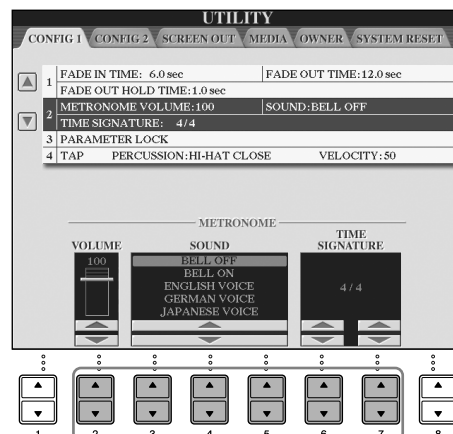 UTILITY
CONFIG 1 CONFIG 2 SCREEN OUT MEDIA OWNER SYSTEM RESET
1 FADE IN TIME: 6.0 sec FADE OUT TIME:12.0 sec
FADE OUT HOLD TIME:1.0 sec
2 METRONOME VOLUME:100 SOUND:BELL OFF
TIME SIGNATURE: 4/4
3 PARAMETER LOCK
4 TAP PERCUSSION:HI-HAT CLOSE VELOCITY:50
METRONOME
VOLUME SOUND TIME SIGNATURE
100
BELL OFF
BELL ON
ENGLISH VOICE
GERMAN VOICE
JAPANESE VOICE
4/4
1 2 3 4 5 6 7 8